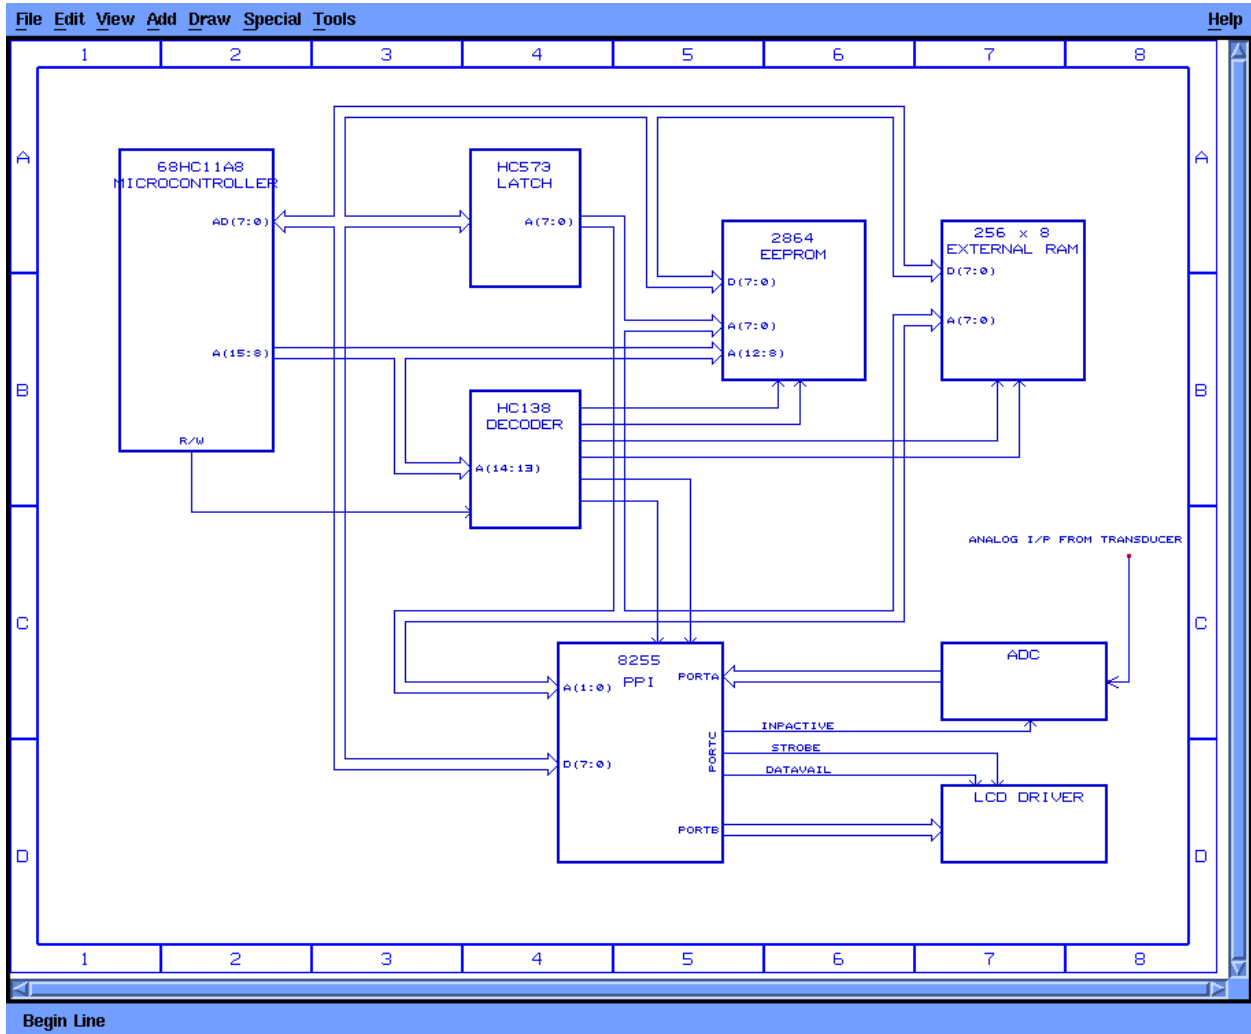 File Edit View Add Draw Special Tools Help
1 2 3 4 5 6 7 8
A A
68HC11A8
MICROCONTROLLER
AD(7:0)
A(15:8)
R/W
HC573
LATCH
A(7:0)
2864
EEPROM
D(7:0)
A(7:0)
A(12:8)
256 x 8
EXTERNAL RAM
D(7:0)
A(7:0)
B B
HC138
DECODER
A(14:13)
ANALOG I/P FROM TRANSDUCER
C C
8255
PPI
A(1:0)
D(7:0)
PORTA
PORTC
PORTB
ADC
INPACTIVE
STROBE
DATAVAIL
LCD DRIVER
D D
1 2 3 4 5 6 7 8
Begin Line